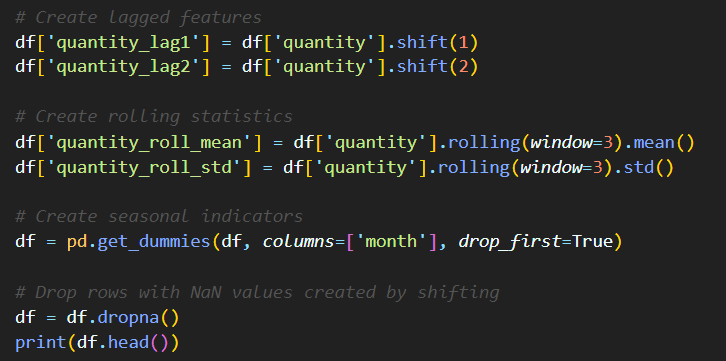 # Create lagged features
df['quantity_lag1'] = df['quantity'].shift(1)
df['quantity_lag2'] = df['quantity'].shift(2)
# Create rolling statistics
df['quantity_roll_mean'] = df['quantity'].rolling(window=3).mean()
df['quantity_roll_std'] = df['quantity'].rolling(window=3).std()
# Create seasonal indicators
df = pd.get_dummies(df, columns=['month'], drop_first=True)
# Drop rows with NaN values created by shifting
df = df.dropna()
print(df.head())